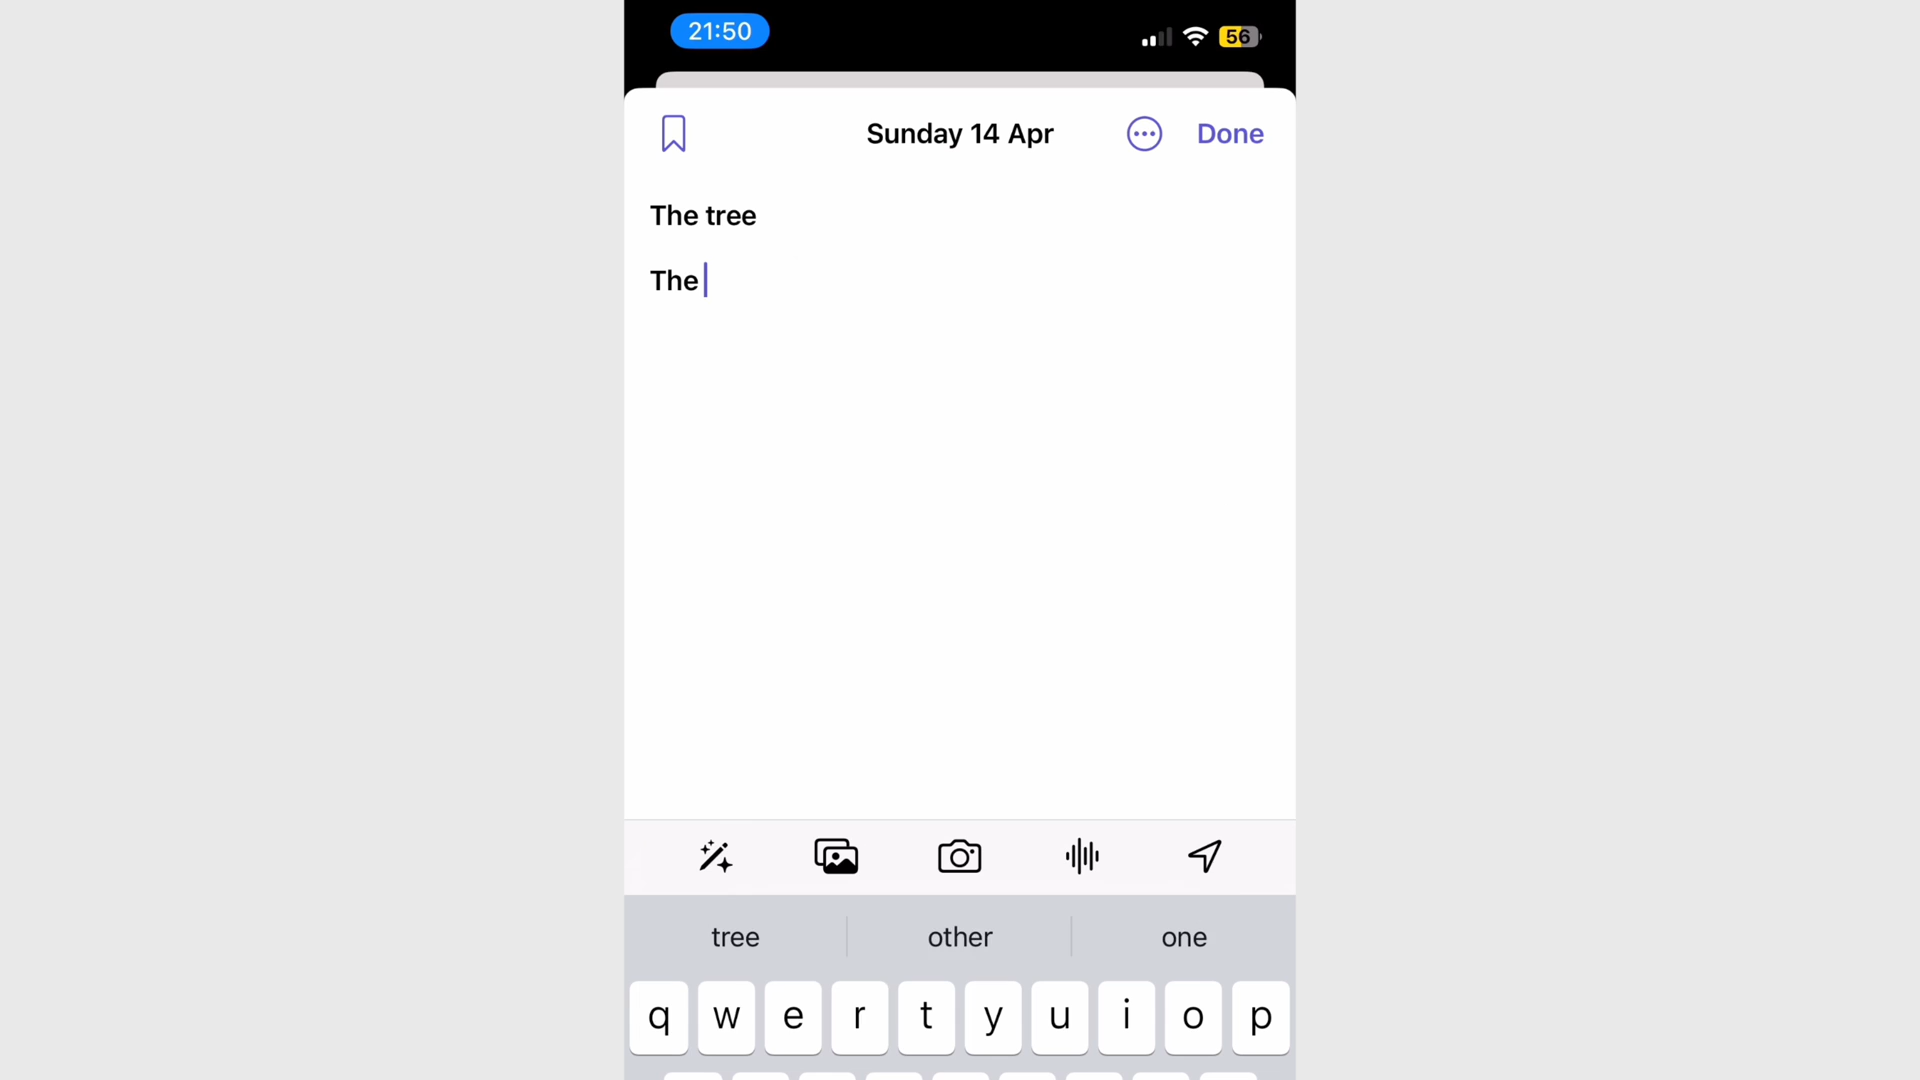 21:50
56
Sunday 14 Apr
Done
The tree
The
tree other one
q w e r t y u i o p